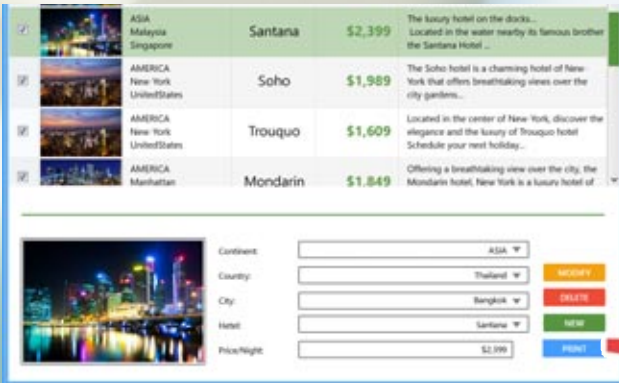 ASIA
Malaysia
Singapore
Santana
$2,399
The luxury hotel on the docks...
Located in the water nearby its famous brother
the Santana Hotel ...
AMERICA
New York
UnitedStates
Soho
$1,989
The Soho hotel is a charming hotel of New
York that offers breathtaking views over the
city gardens...
AMERICA
New York
UnitedStates
Trouquo
$1,609
Located in the center of New York, discover the
elegance and the luxury of Trouquo hotel
Schedule your next holiday...
AMERICA
Manhattan
Mondarin
$1,849
Offering a breathtaking view over the city, the
Mondarin hotel, New York is a luxury hotel of
Continent: ASIA
Country: Thailand
MODIFY
City: Bangkok
DELETE
Hotel: Santana
NEW
Price/Night: $2,399
PRINT